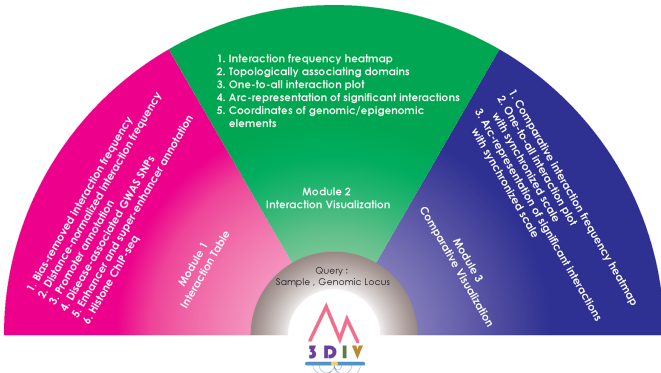 1. Bias-removed interaction frequency
2. Distance-normalized interaction frequency
3. Promoter annotation
4. Disease-associated GWAS SNPs
5. Enhancer and super-enhancer annotation
6. Histone ChIP-seq
Module 1
Interaction Table
1. Interaction frequency heatmap
2. Topologically associating domains
3. One-to-all interaction plot
4. Arc-representation of significant interactions
5. Coordinates of genomic/epigenomic
elements
Module 2
Interaction Visualization
1. Comparative interaction frequency heatmap
2. One-to-all interaction plot
with synchronized scale
3. Arc-representation of significant interactions
with synchronized scale
Module 3
Comparative Visualization
Query :
Sample , Genomic Locus
3DIV